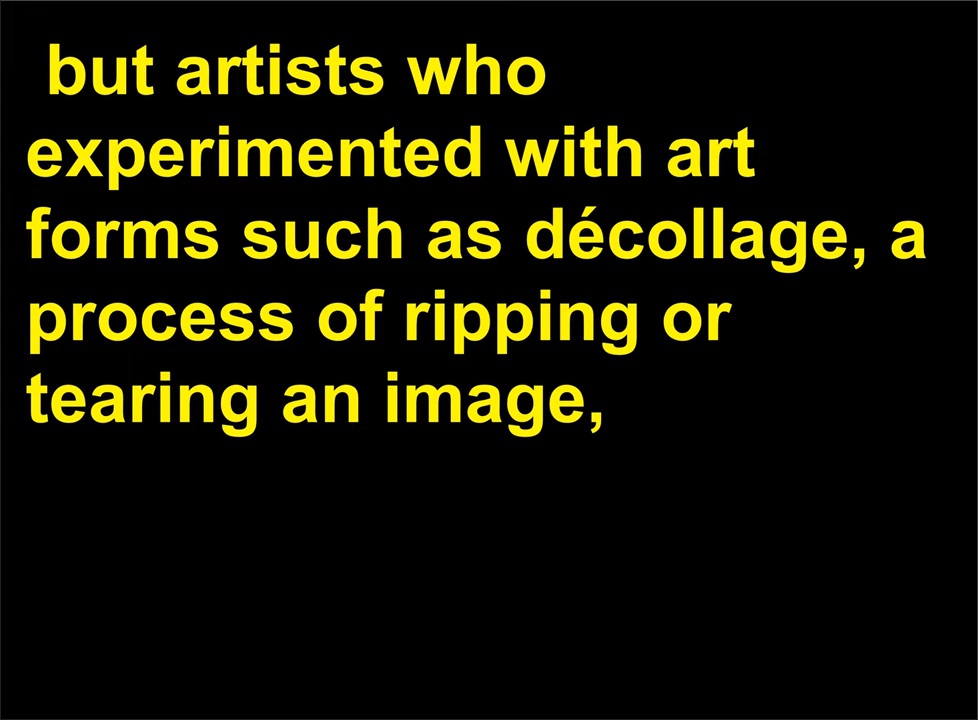 but artists who
experimented with art
forms such as décollage, a
process of ripping or
tearing an image,